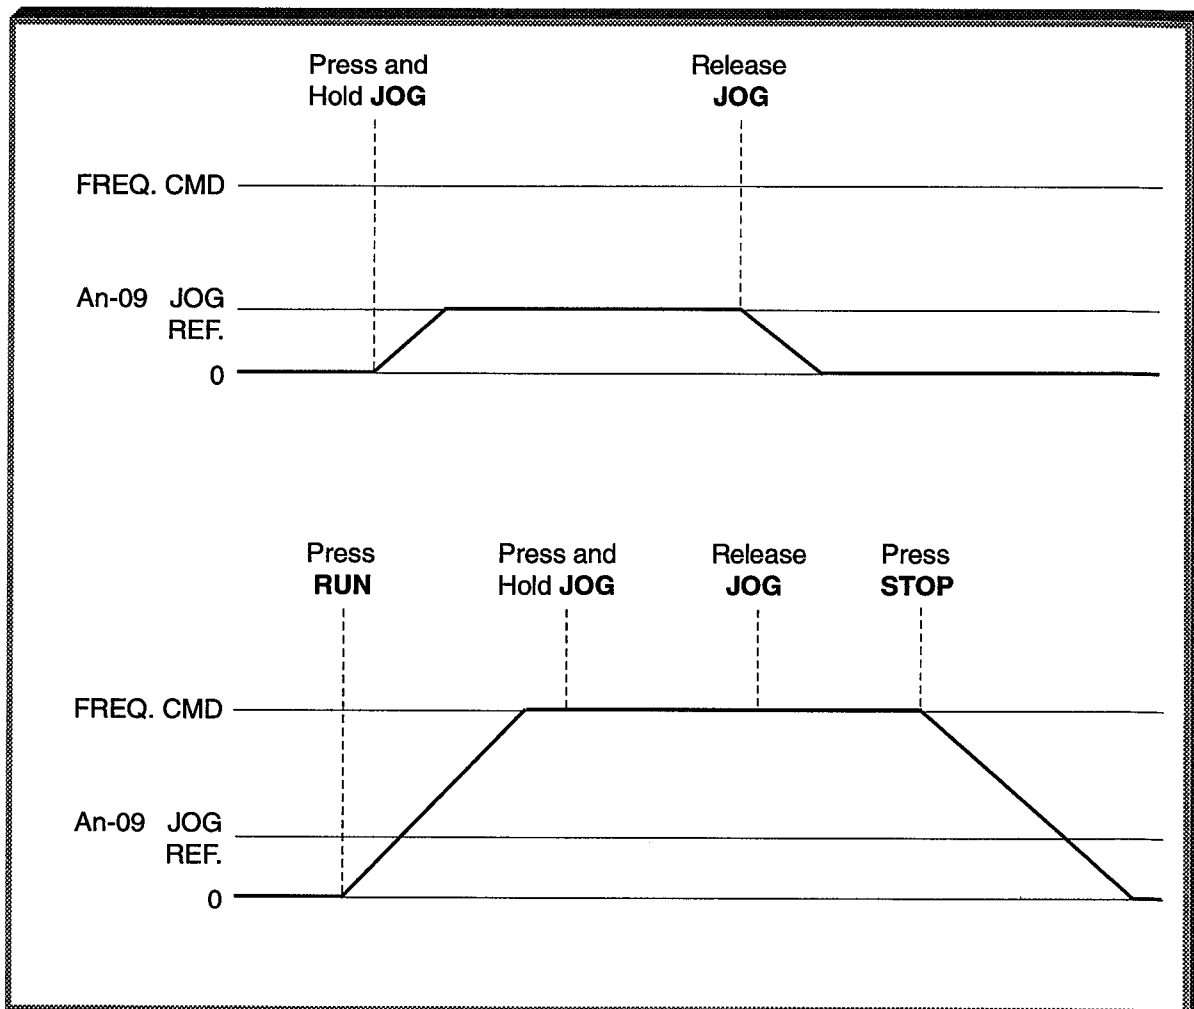 Press and
Hold JOG
Release
JOG
FREQ. CMD
An-09 JOG
REF.
0
Press
RUN
Press and
Hold JOG
Release
JOG
Press
STOP
FREQ. CMD
An-09 JOG
REF.
0